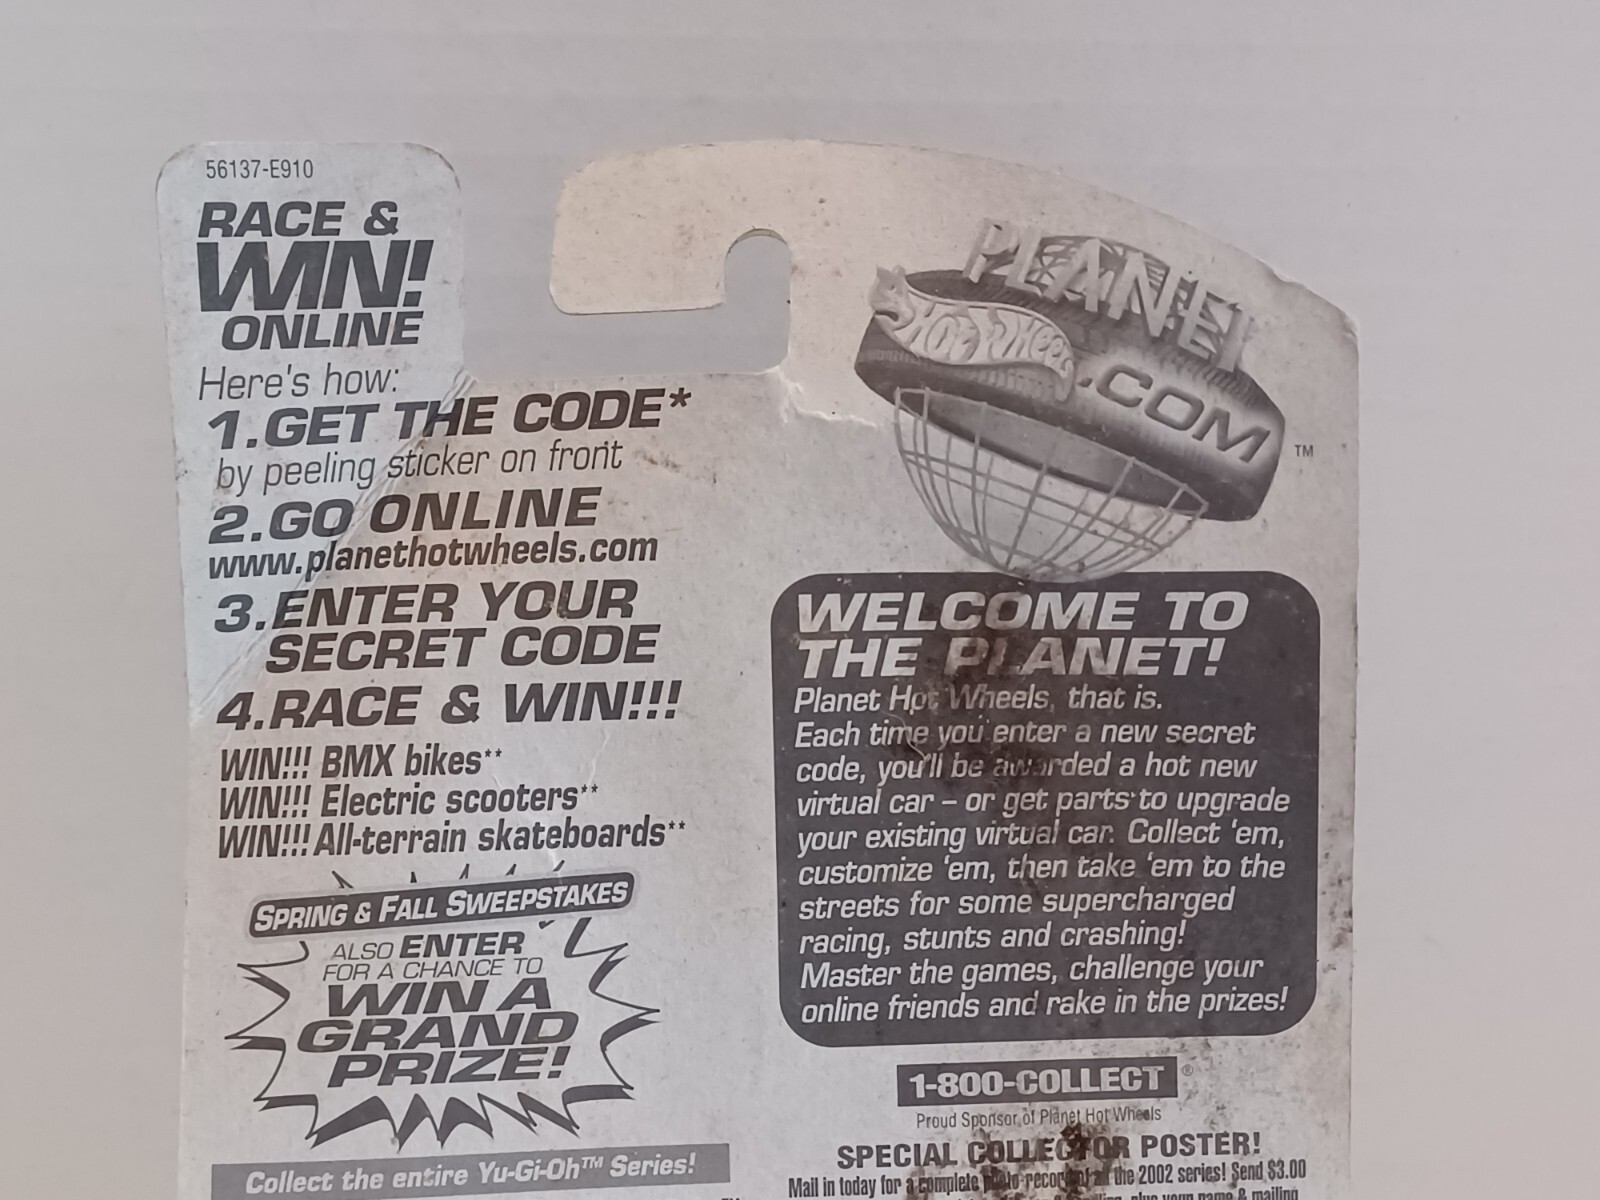 56137-E910
RACE &
WIN!
ONLINE
Here's how:
1.GET THE CODE*
by peeling sticker on front
2.GO ONLINE
www.planethotwheels.com
3.ENTER YOUR
SECRET CODE
4.RACE & WIN!!!
WIN!!! BMX bikes**
WIN!!! Electric scooters**
WIN!!! All-terrain skateboards**
SPRING & FALL SWEEPSTAKES
ALSO ENTER
FOR A CHANCE TO
WIN A
GRAND
PRIZE!
Collect the entire Yu-Gi-Oh™ Series!
PLANET
HOT WHEELS
.COM
™
WELCOME TO
THE PLANET!
Planet Hot Wheels, that is.
Each time you enter a new secret
code, you'll be awarded a hot new
virtual car – or get parts to upgrade
your existing virtual car. Collect 'em,
customize 'em, then take 'em to the
streets for some supercharged
racing, stunts and crashing!
Master the games, challenge your
online friends and rake in the prizes!
1-800-COLLECT®
Proud Sponsor of Planet Hot Wheels
SPECIAL COLLECTOR POSTER!
Mail in today for a complete photo record of all the 2002 series! Send $3.00
plus your name & mailing